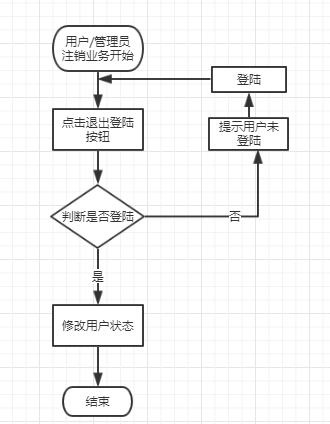 用户/管理员
注销业务开始
登陆
点击退出登陆
按钮
提示用户未
登陆
判断是否登陆
否
是
修改用户状态
结束